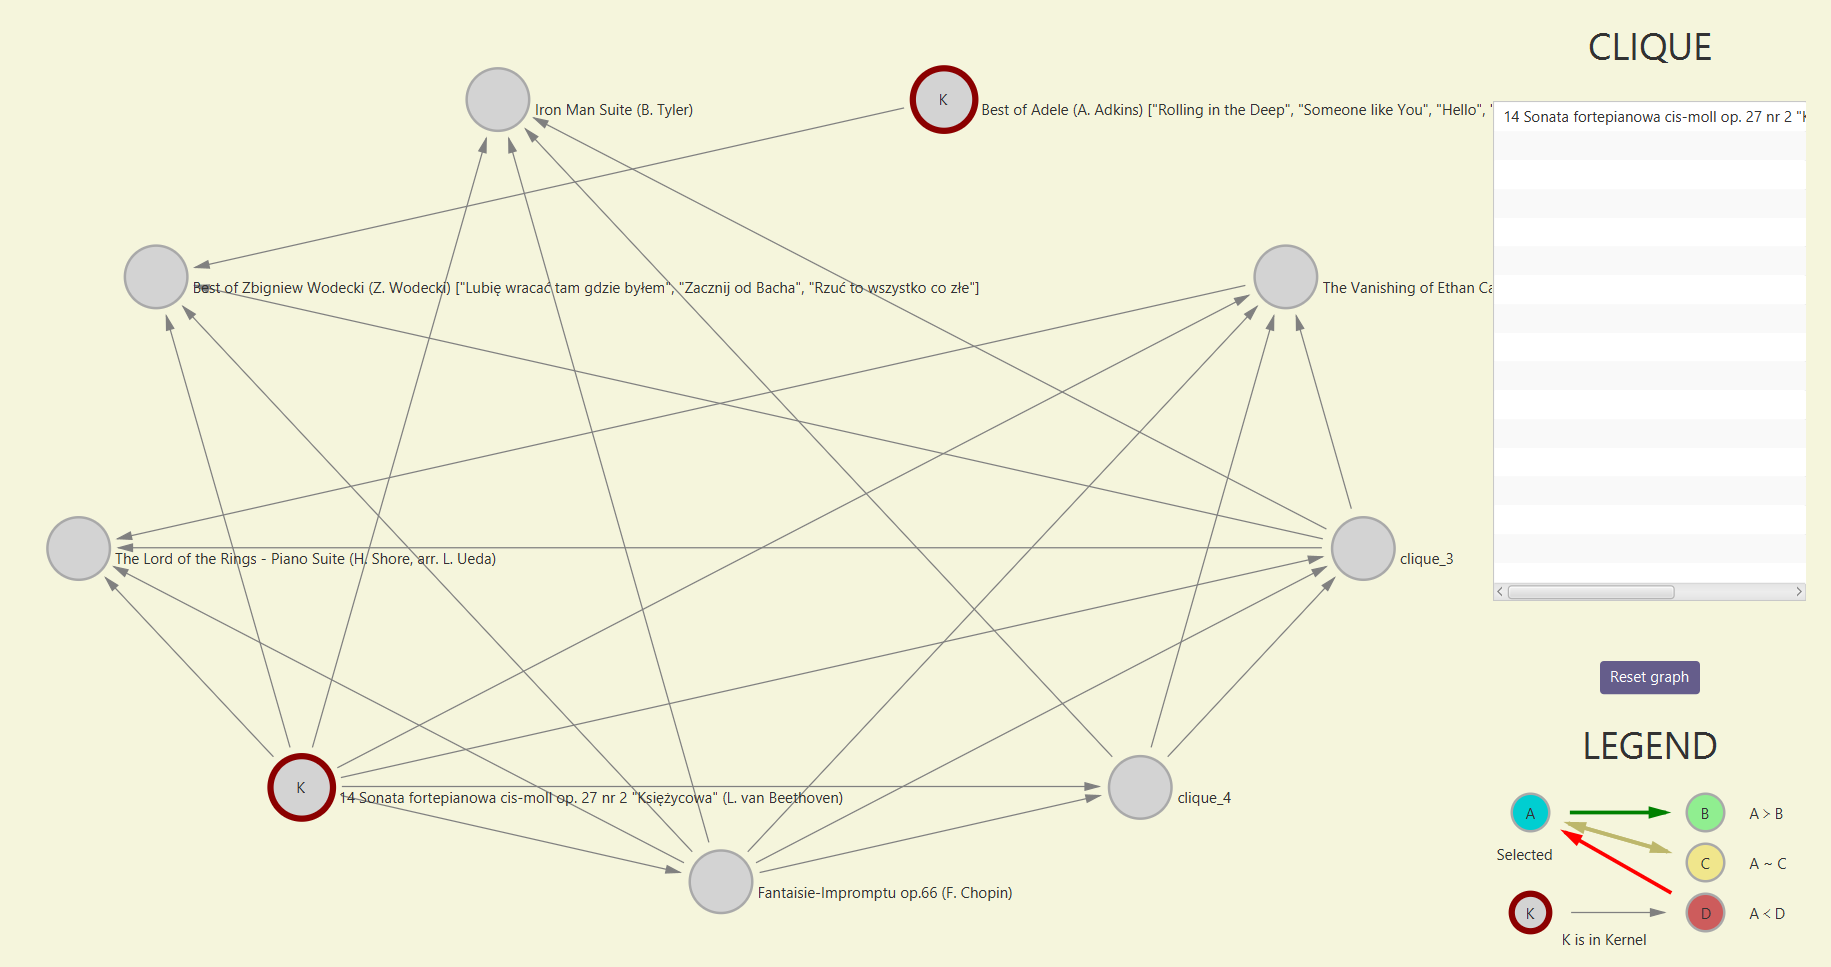 CLIQUE
14 Sonata fortepianowa cis-moll op. 27 nr 2 "K
Iron Man Suite (B. Tyler)
K
Best of Adele (A. Adkins) ["Rolling in the Deep", "Someone like You", "Hello", "
Best of Zbigniew Wodecki (Z. Wodecki) ["Lubię wracać tam gdzie byłem", "Zacznij od Bacha", "Rzuć to wszystko co złe"]
The Vanishing of Ethan Ca
The Lord of the Rings - Piano Suite (H. Shore, arr. L. Ueda)
clique_3
K
14 Sonata fortepianowa cis-moll op. 27 nr 2 "Księżycowa" (L. van Beethoven)
clique_4
Fantaisie-Impromptu op.66 (F. Chopin)
Reset graph
LEGEND
A
B
A > B
Selected
C
A ~ C
K
D
A < D
K is in Kernel